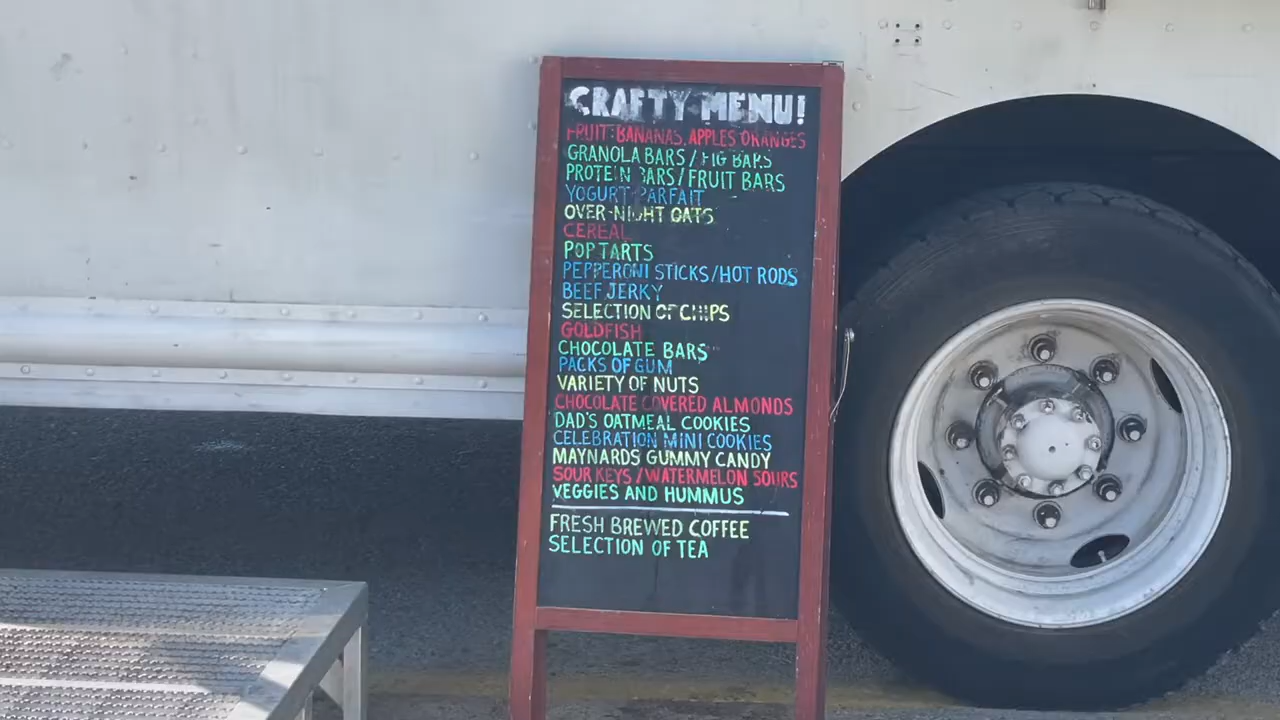 CRAFTY MENU!
FRUIT: BANANAS, APPLES ORANGES
GRANOLA BARS / FIG BARS
PROTEIN BARS / FRUIT BARS
YOGURT PARFAIT
OVER-NIGHT OATS
CEREAL
POP TARTS
PEPPERONI STICKS/HOT RODS
BEEF JERKY
SELECTION OF CHIPS
GOLDFISH
CHOCOLATE BARS
PACKS OF GUM
VARIETY OF NUTS
CHOCOLATE COVERED ALMONDS
DAD'S OATMEAL COOKIES
CELEBRATION MINI COOKIES
MAYNARDS GUMMY CANDY
SOUR KEYS /WATERMELON SOURS
VEGGIES AND HUMMUS
FRESH BREWED COFFEE
SELECTION OF TEA